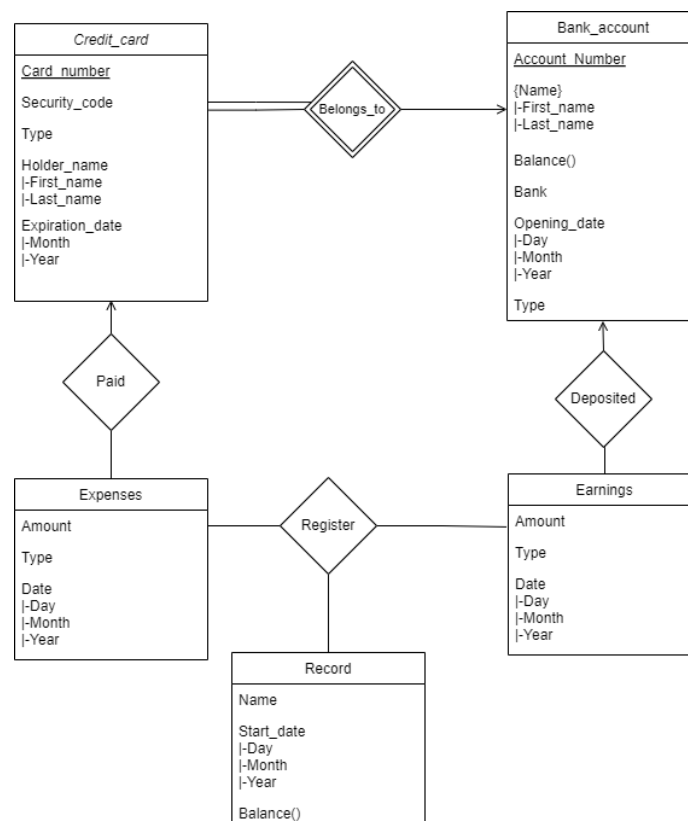 Credit_card
Card_number
Security_code
Type
Holder_name
|-First_name
|-Last_name
Expiration_date
|-Month
|-Year
Belongs_to
Bank_account
Account_Number
{Name}
|-First_name
|-Last_name
Balance()
Bank
Opening_date
|-Day
|-Month
|-Year
Type
Paid
Deposited
Expenses
Amount
Type
Date
|-Day
|-Month
|-Year
Register
Earnings
Amount
Type
Date
|-Day
|-Month
|-Year
Record
Name
Start_date
|-Day
|-Month
|-Year
Balance()